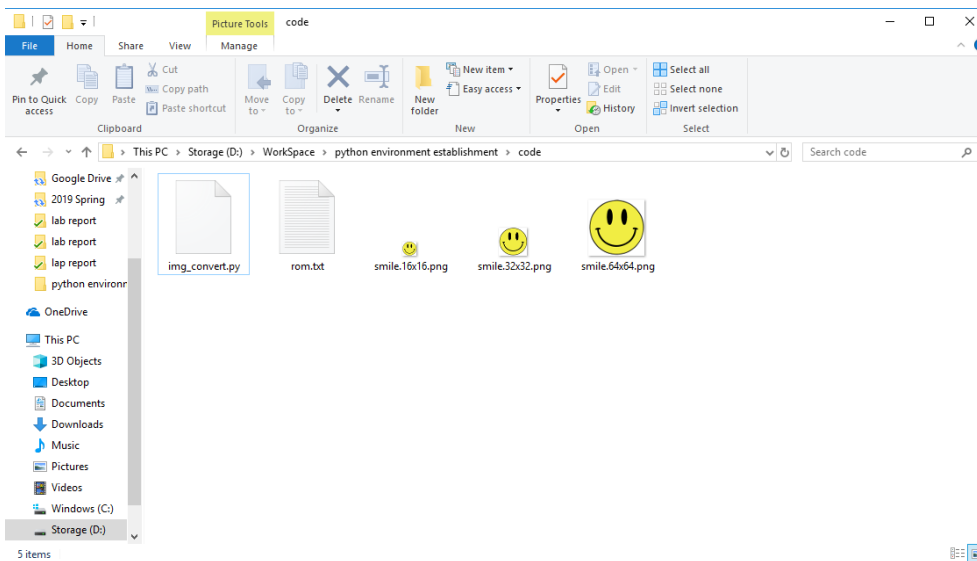 Picture Tools code
File Home Share View Manage
Pin to Quick access
Copy
Paste
Cut
Copy path
Paste shortcut
Clipboard
Move to
Copy to
Delete
Rename
Organize
New folder
New item
Easy access
New
Properties
Open
Edit
History
Open
Select all
Select none
Invert selection
Select
This PC > Storage (D:) > WorkSpace > python environment establishment > code
Search code
Google Drive
2019 Spring
lab report
lab report
lap report
python environr
OneDrive
This PC
3D Objects
Desktop
Documents
Downloads
Music
Pictures
Videos
Windows (C:)
Storage (D:)
img_convert.py
rom.txt
smile.16x16.png
smile.32x32.png
smile.64x64.png
5 items